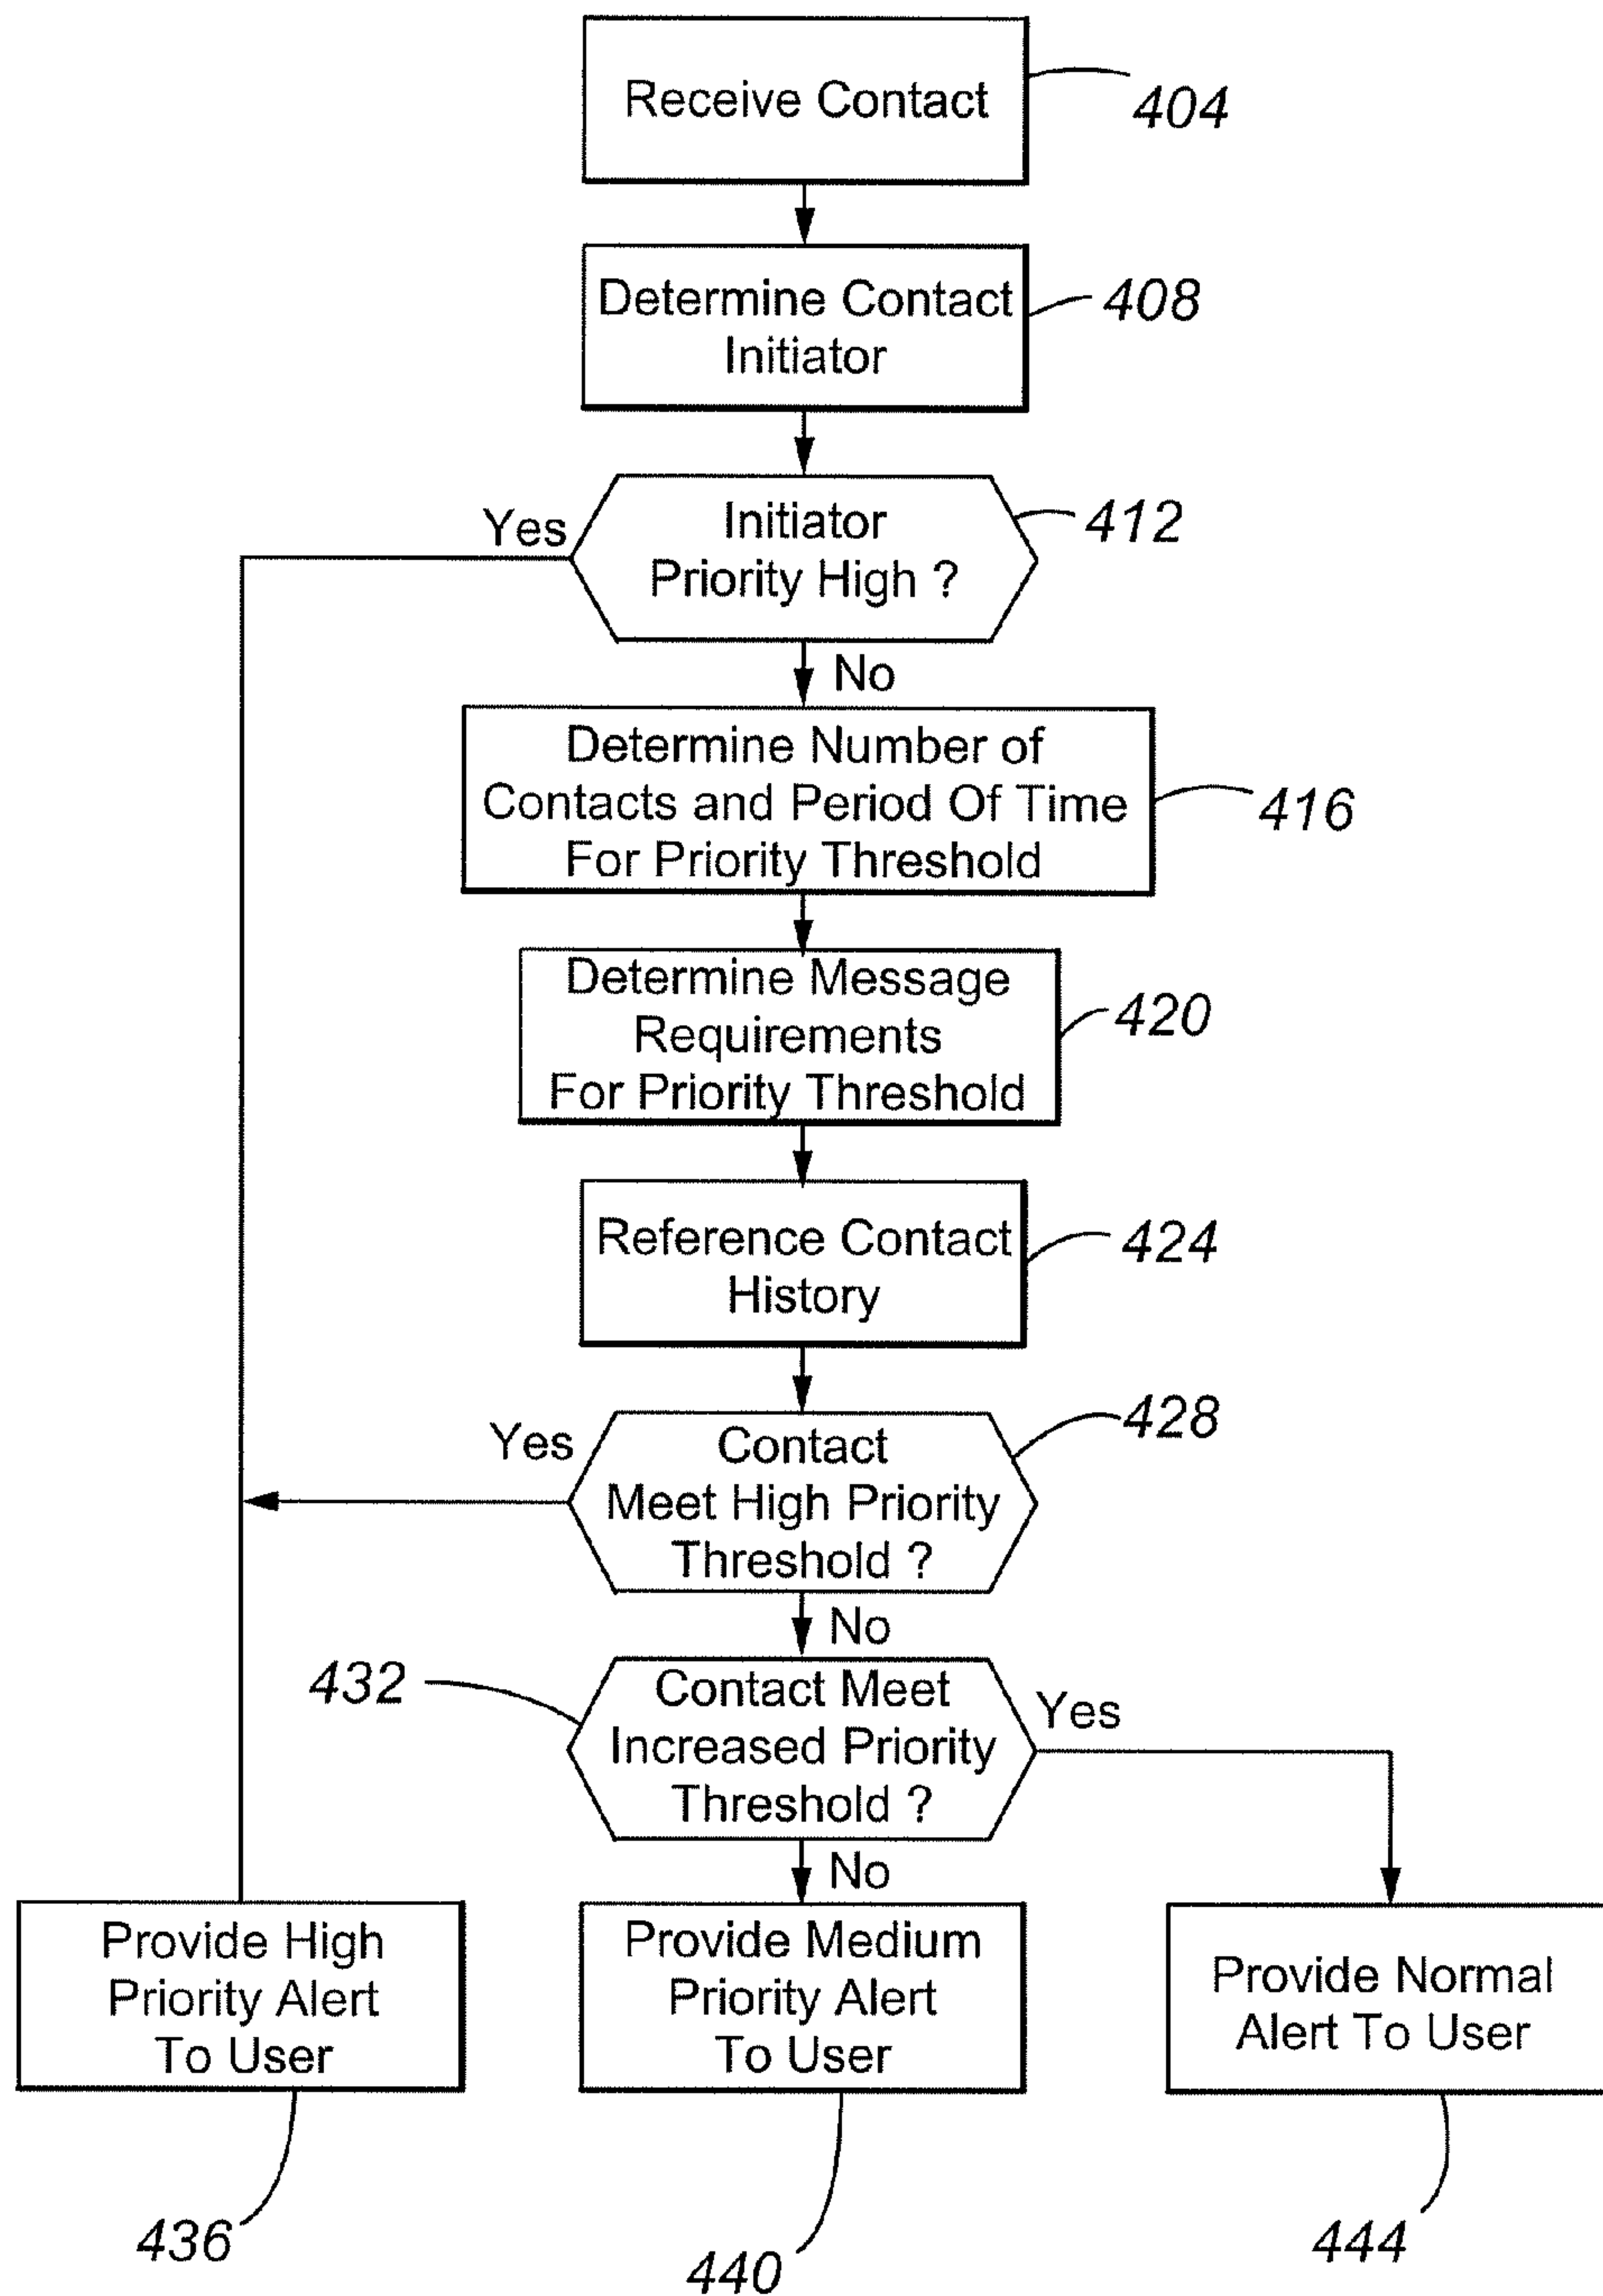 Receive Contact
404
Determine Contact
Initiator
408
Initiator
Priority High ?
412
Yes
No
Determine Number of
Contacts and Period Of Time
For Priority Threshold
416
Determine Message
Requirements
For Priority Threshold
420
Reference Contact
History
424
Contact
Meet High Priority
Threshold ?
428
Yes
No
432
Contact Meet
Increased Priority
Threshold ?
Yes
No
Provide High
Priority Alert
To User
Provide Medium
Priority Alert
To User
Provide Normal
Alert To User
436
440
444